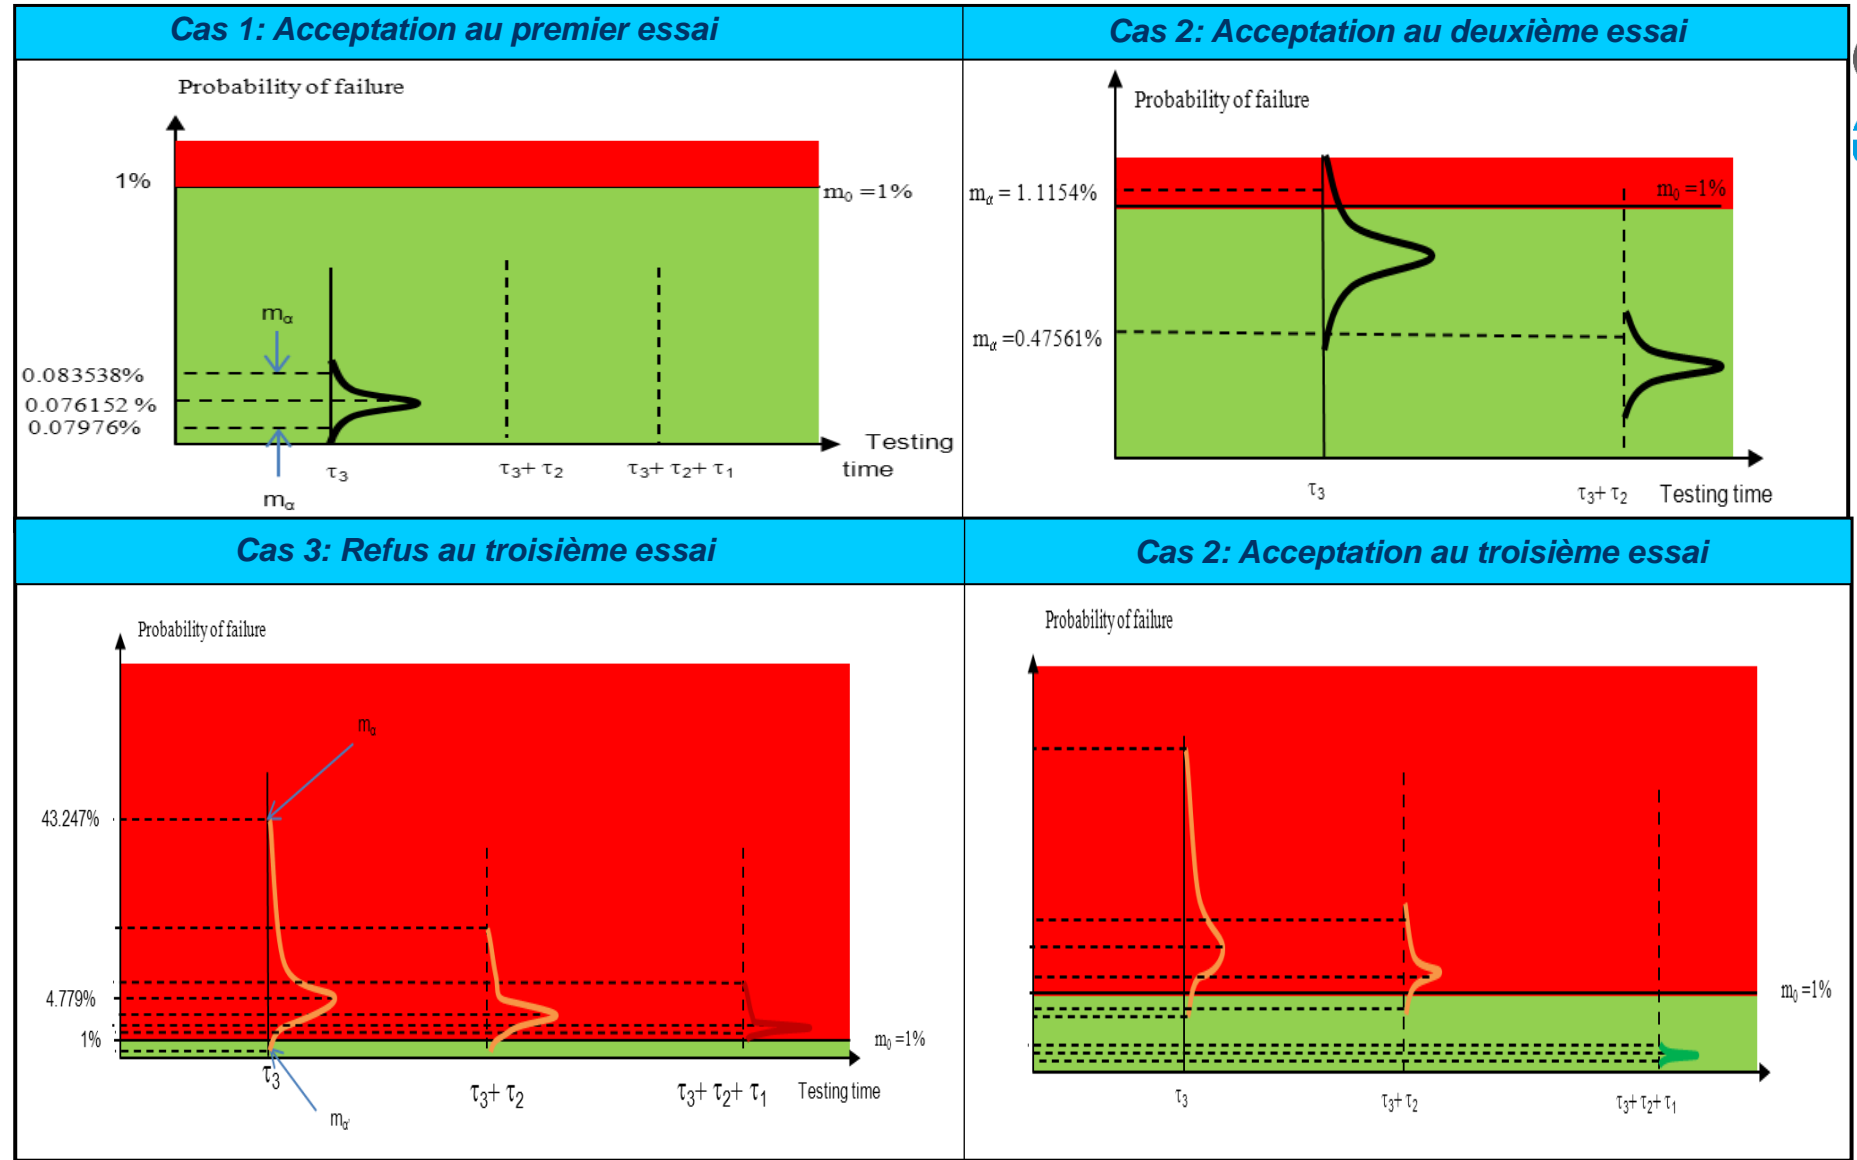 Cas 1: Acceptation au premier essai
Probability of failure
1%
m₀ =1%
mα
0.083538%
0.076152 %
0.07976%
mα
τ₃
τ₃+ τ₂
τ₃+ τ₂+ τ₁
Testing
time
Cas 2: Acceptation au deuxième essai
Probability of failure
mα = 1.1154%
m₀ =1%
mα =0.47561%
τ₃
τ₃+ τ₂
Testing time
Cas 3: Refus au troisième essai
Probability of failure
mα
43.247%
4.779%
1%
m₀ =1%
τ₃
τ₃+ τ₂
τ₃+ τ₂+ τ₁
Testing time
mα'
Cas 2: Acceptation au troisième essai
Probability of failure
m₀ =1%
τ₃
τ₃+ τ₂
τ₃+ τ₂+ τ₁